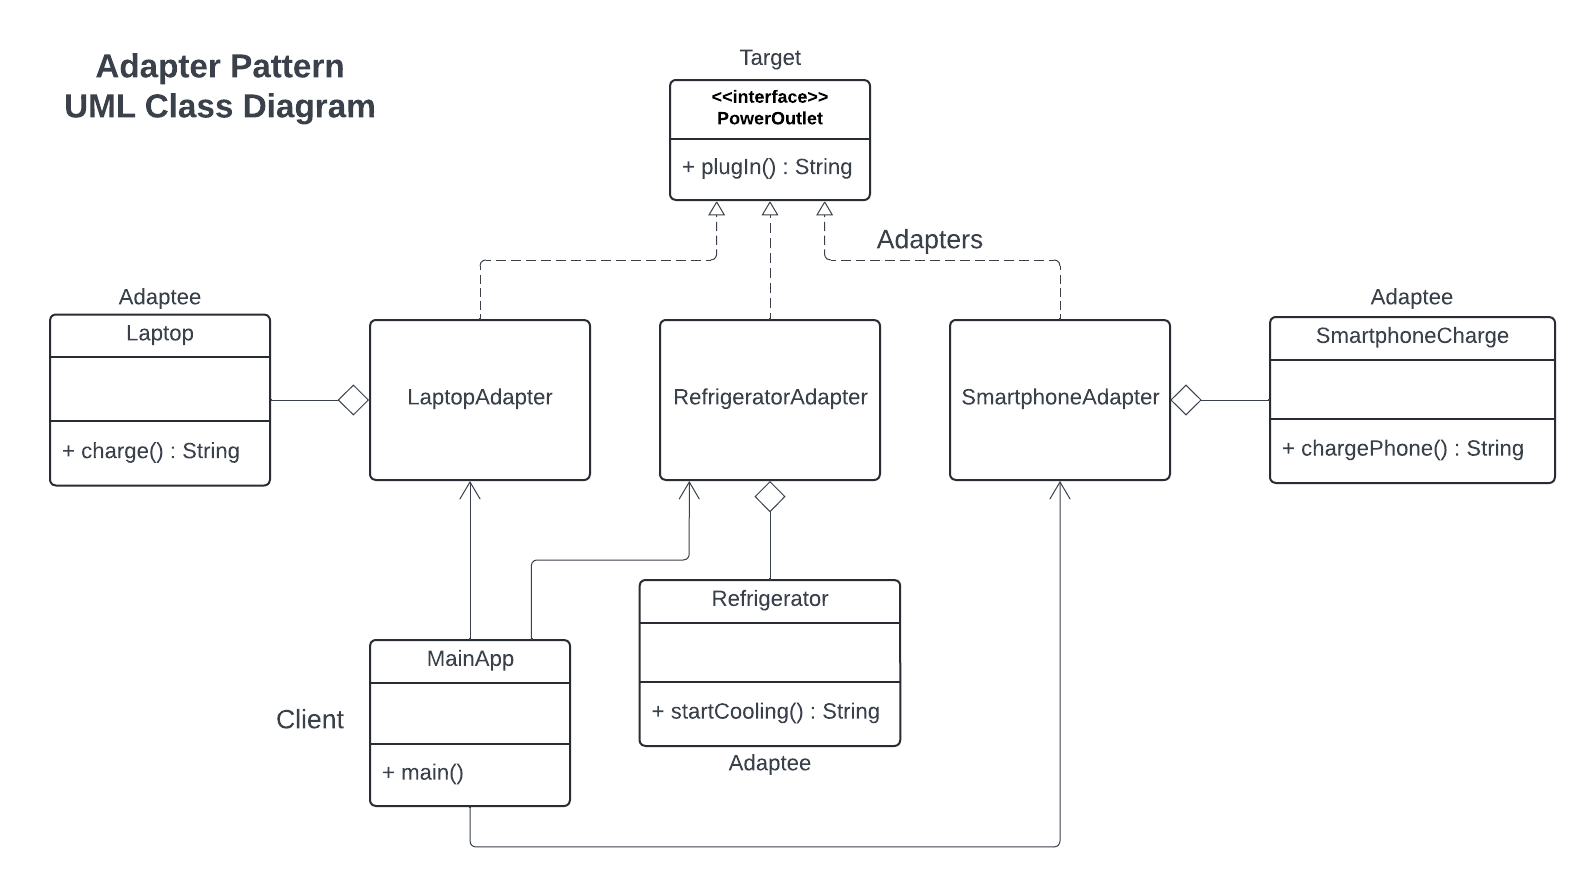 Adapter Pattern
UML Class Diagram
Target
<<interface>>
PowerOutlet
+ plugIn() : String
Adapters
Adaptee
Laptop
+ charge() : String
LaptopAdapter
RefrigeratorAdapter
SmartphoneAdapter
Adaptee
SmartphoneCharge
+ chargePhone() : String
Client
MainApp
+ main()
Refrigerator
+ startCooling() : String
Adaptee